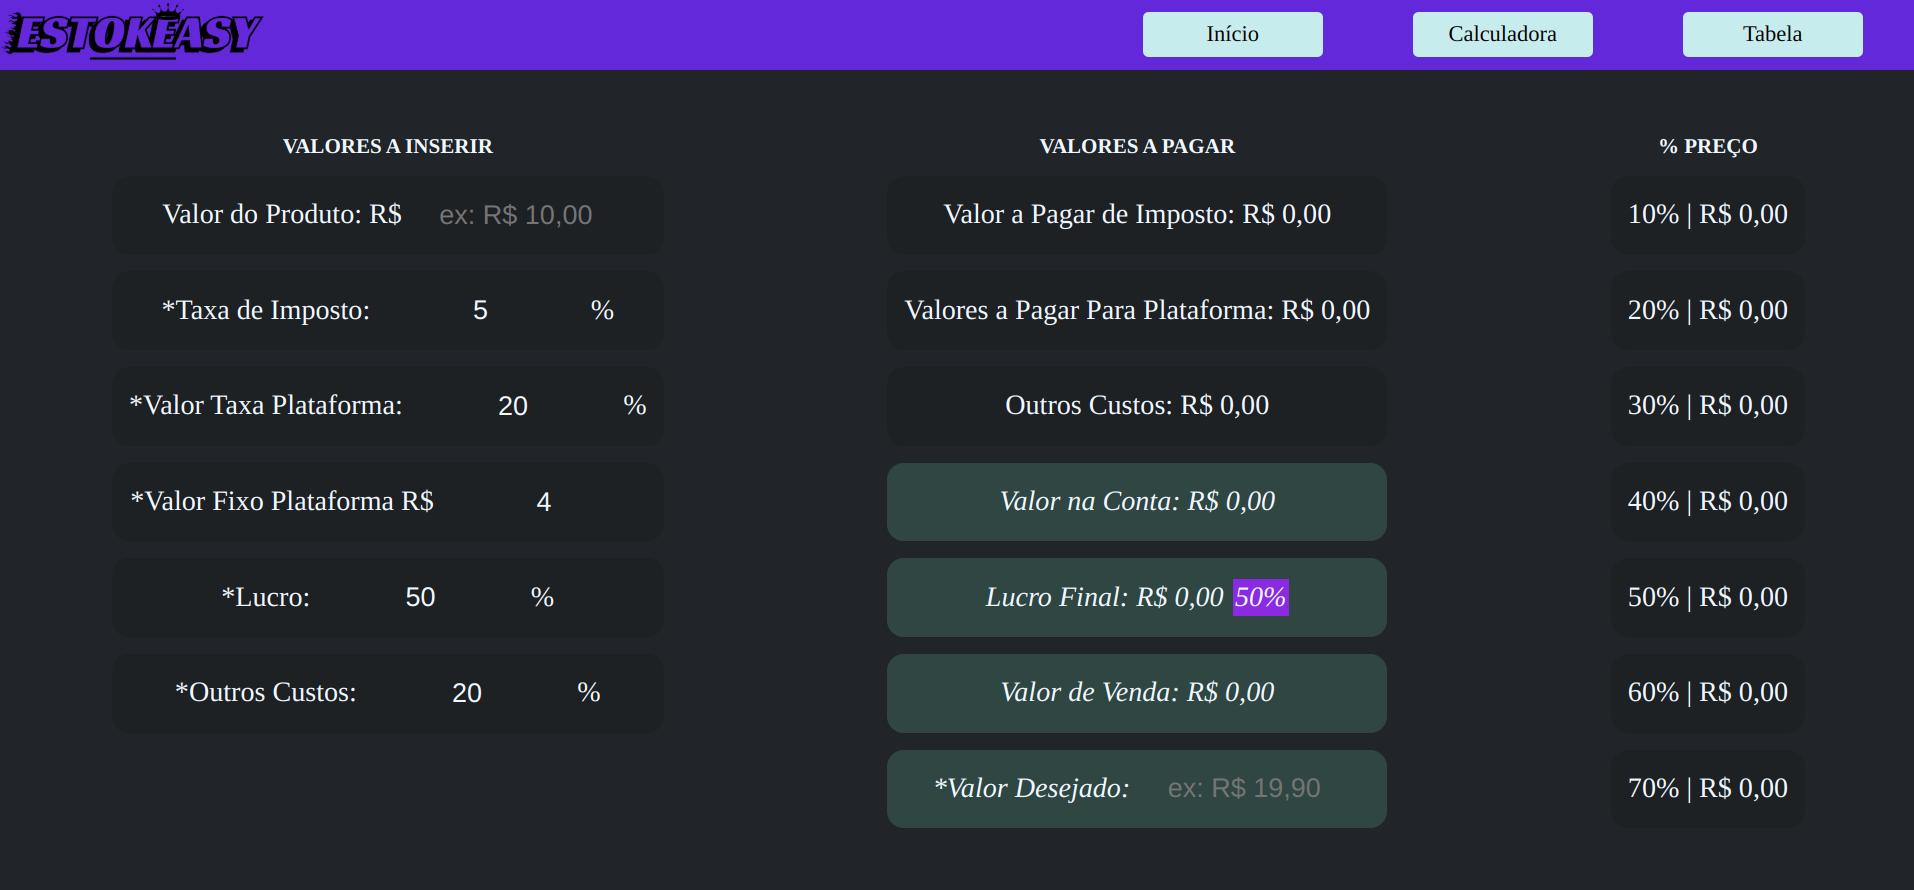 ESTOKEASY
Início
Calculadora
Tabela
VALORES A INSERIR
Valor do Produto: R$ ex: R$ 10,00
*Taxa de Imposto: 5 %
*Valor Taxa Plataforma: 20 %
*Valor Fixo Plataforma R$ 4
*Lucro: 50 %
*Outros Custos: 20 %
VALORES A PAGAR
Valor a Pagar de Imposto: R$ 0,00
Valores a Pagar Para Plataforma: R$ 0,00
Outros Custos: R$ 0,00
Valor na Conta: R$ 0,00
Lucro Final: R$ 0,00 50%
Valor de Venda: R$ 0,00
*Valor Desejado: ex: R$ 19,90
% PREÇO
10% | R$ 0,00
20% | R$ 0,00
30% | R$ 0,00
40% | R$ 0,00
50% | R$ 0,00
60% | R$ 0,00
70% | R$ 0,00